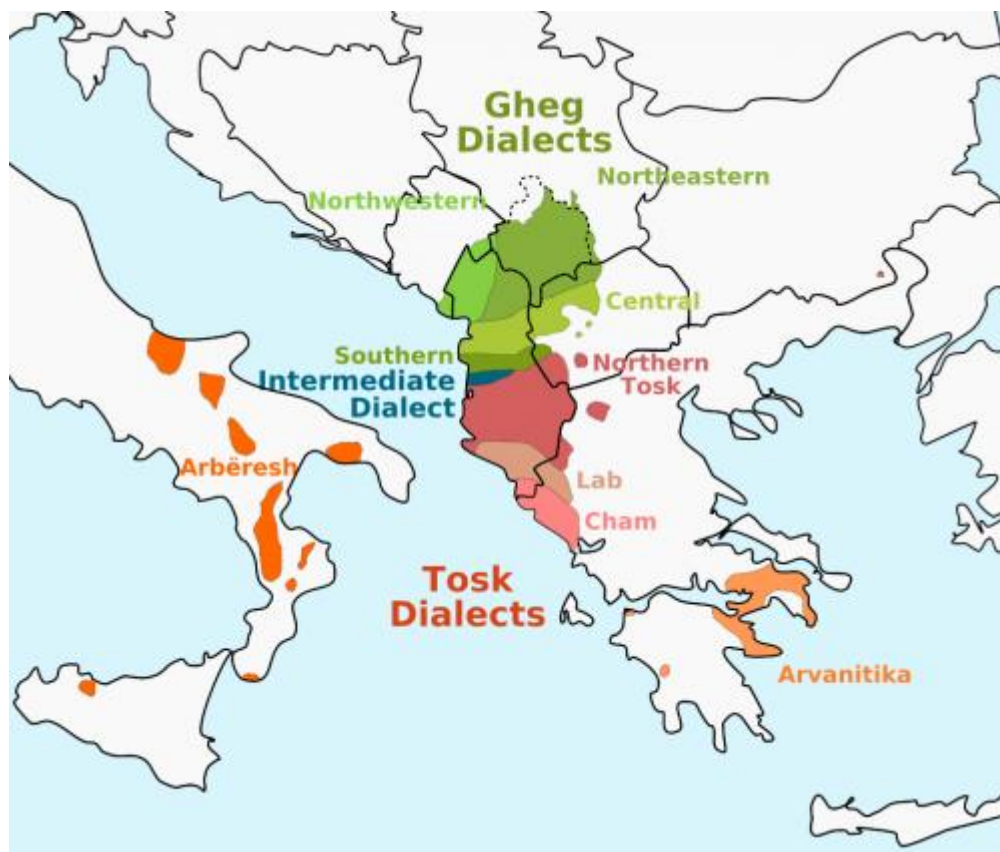 Gheg
Dialects
Northeastern
Northwestern
Central
Southern
Intermediate
Dialect
Northern
Tosk
Arbëresh
Lab
Cham
Tosk
Dialects
Arvanitika